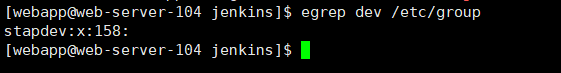 [webapp@web-server-104 jenkins]$ egrep dev /etc/group
stapdev:x:158:
[webapp@web-server-104 jenkins]$